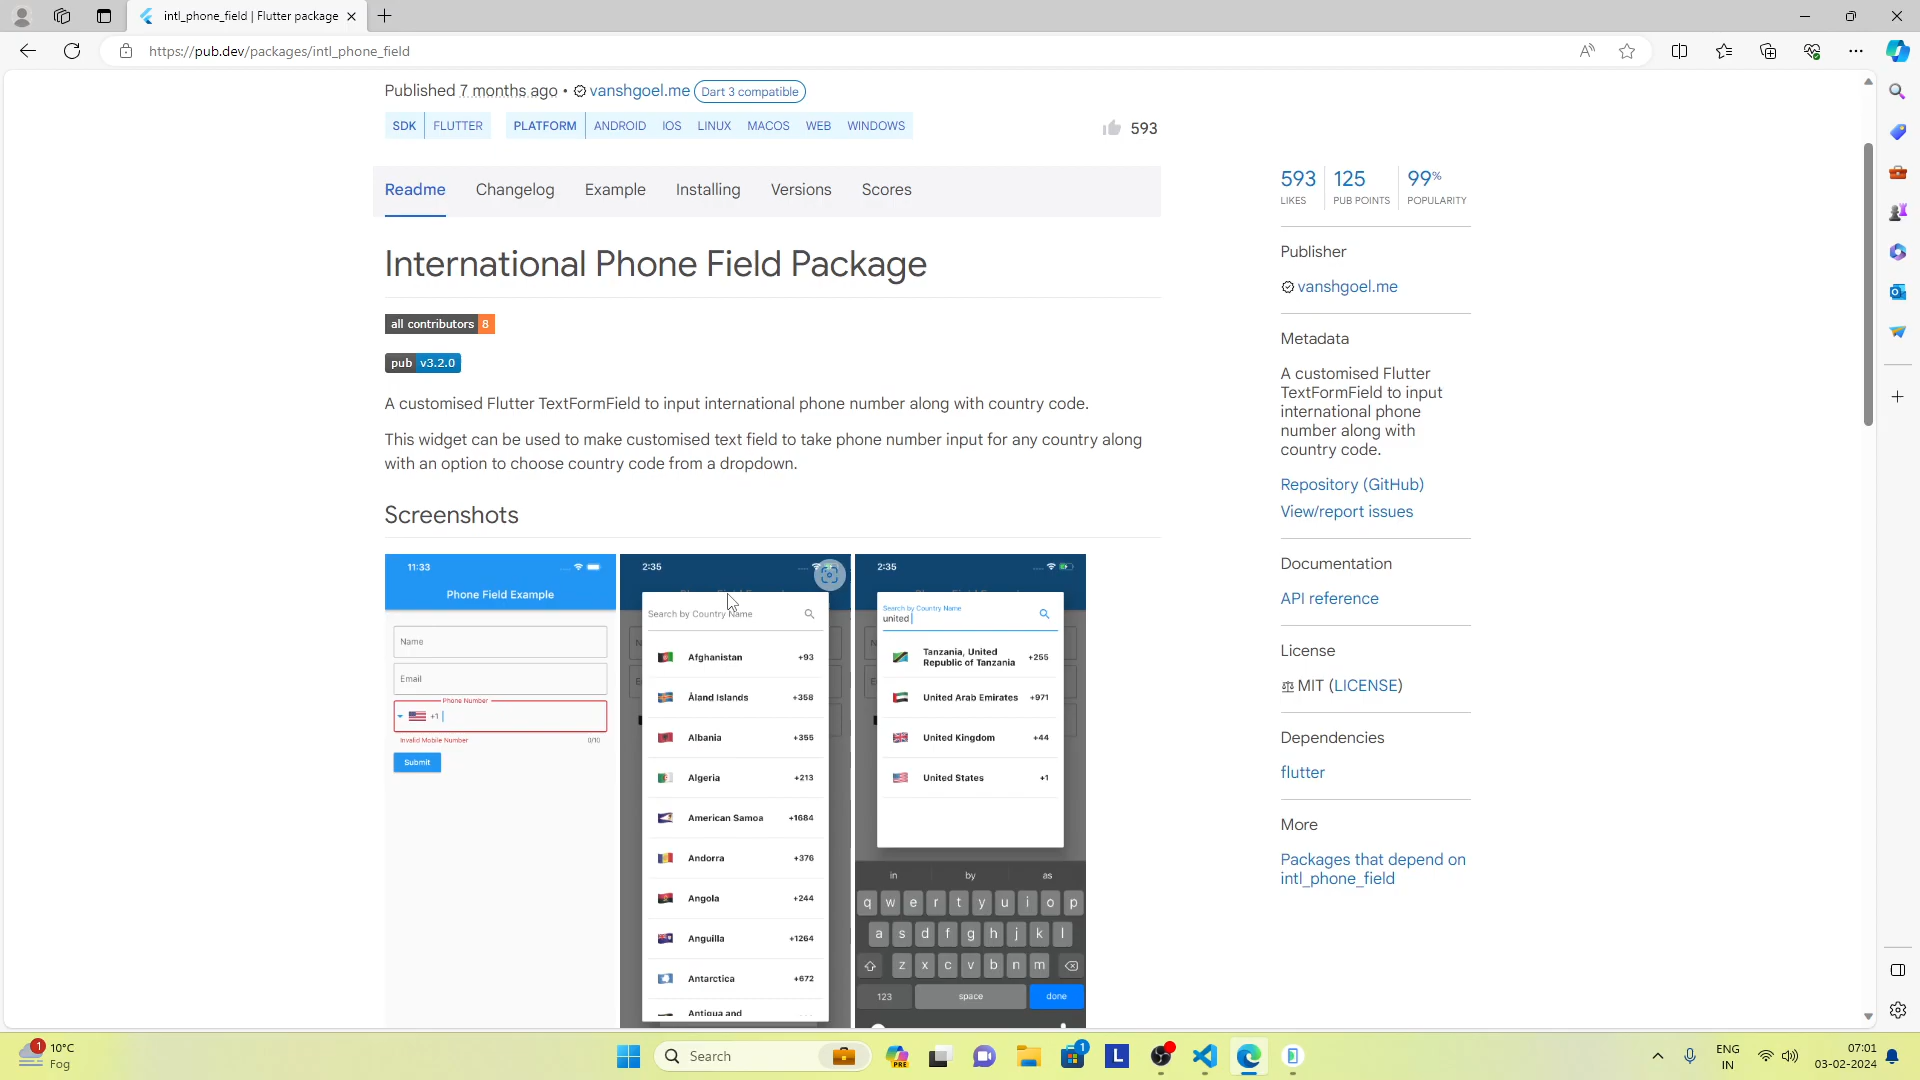 intl_phone_field | Flutter package
https://pub.dev/packages/intl_phone_field
Published 7 months ago • vanshgoel.me Dart 3 compatible
SDK FLUTTER PLATFORM ANDROID IOS LINUX MACOS WEB WINDOWS
593
Readme Changelog Example Installing Versions Scores
International Phone Field Package
all contributors 8
pub v3.2.0
A customised Flutter TextFormField to input international phone number along with country code.
This widget can be used to make customised text field to take phone number input for any country along
with an option to choose country code from a dropdown.
Screenshots
11:33
Phone Field Example
Name
Email
Phone Number
+1
Invalid Mobile Number 0/10
Submit
2:35
Search by Country Name
Afghanistan +93
Åland Islands +358
Albania +355
Algeria +213
American Samoa +1684
Andorra +376
Angola +244
Anguilla +1264
Antarctica +672
Antigua and
2:35
Search by Country Name
united
Tanzania, United
Republic of Tanzania +255
United Arab Emirates +971
United Kingdom +44
United States +1
in by as
q w e r t y u i o p
a s d f g h j k l
z x c v b n m
123 space done
593 125 99%
LIKES PUB POINTS POPULARITY
Publisher
vanshgoel.me
Metadata
A customised Flutter
TextFormField to input
international phone
number along with
country code.
Repository (GitHub)
View/report issues
Documentation
API reference
License
MIT (LICENSE)
Dependencies
flutter
More
Packages that depend on
intl_phone_field
1
10°C
Fog
Search
PRE
1
L
ENG
IN
07:01
03-02-2024